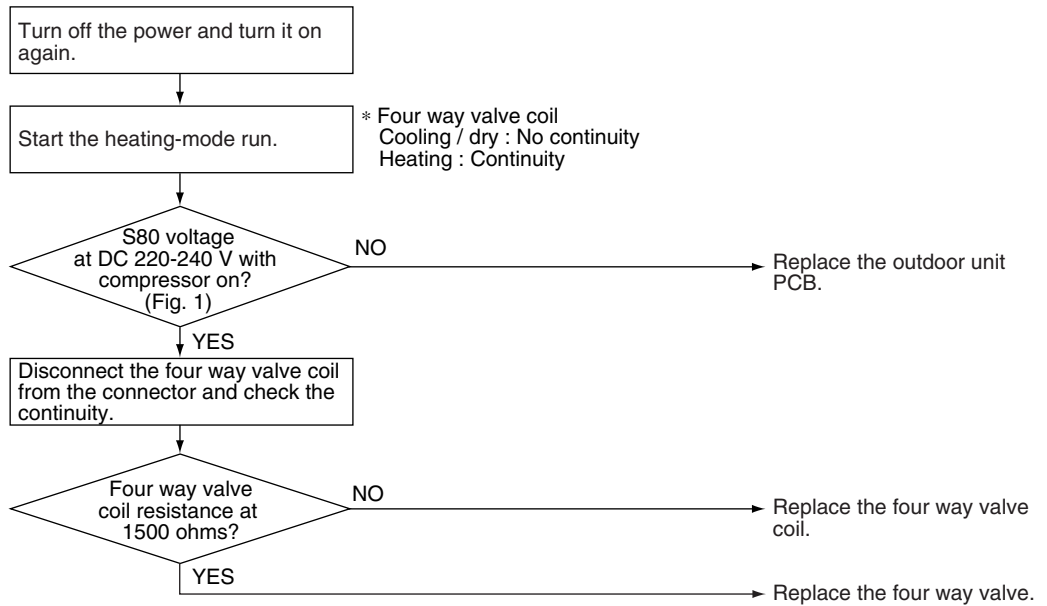 Turn off the power and turn it on
again.
Start the heating-mode run.
* Four way valve coil
Cooling / dry : No continuity
Heating : Continuity
S80 voltage
at DC 220-240 V with
compressor on?
(Fig. 1)
NO
Replace the outdoor unit
PCB.
YES
Disconnect the four way valve coil
from the connector and check the
continuity.
Four way valve
coil resistance at
1500 ohms?
NO
Replace the four way valve
coil.
YES
Replace the four way valve.